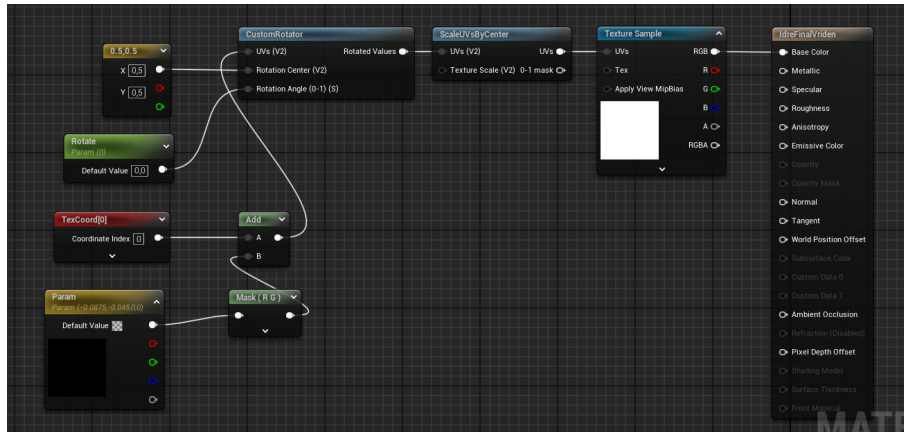 0.5,0.5
X 0,5
Y 0,5
Rotate
Param (0)
Default Value 0,0
TexCoord[0]
Coordinate Index 0
Param
Param (-0.0875,-0.045,0,0)
Default Value
CustomRotator
UVs (V2) Rotated Values
Rotation Center (V2)
Rotation Angle (0-1) (S)
Add
A
B
Mask ( R G )
ScaleUVsByCenter
UVs (V2) UVs
Texture Scale (V2) 0-1 mask
Texture Sample
UVs RGB
Tex R
Apply View MipBias G
B
A
RGBA
IdreFinalVriden
Base Color
Metallic
Specular
Roughness
Anisotropy
Emissive Color
Opacity
Opacity Mask
Normal
Tangent
World Position Offset
Subsurface Color
Custom Data 0
Custom Data 1
Ambient Occlusion
Refraction (Disabled)
Pixel Depth Offset
Shading Model
Surface Thickness
Front Material